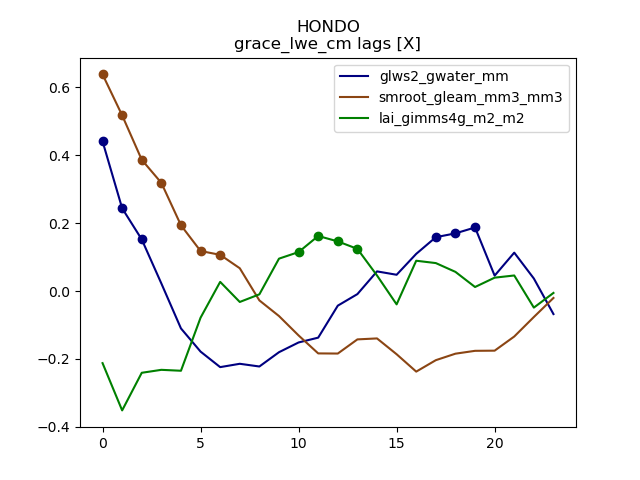 HONDO
grace_lwe_cm lags [X]
glws2_gwater_mm
smroot_gleam_mm3_mm3
lai_gimms4g_m2_m2
0.6
0.4
0.2
0.0
−0.2
−0.4
0 5 10 15 20